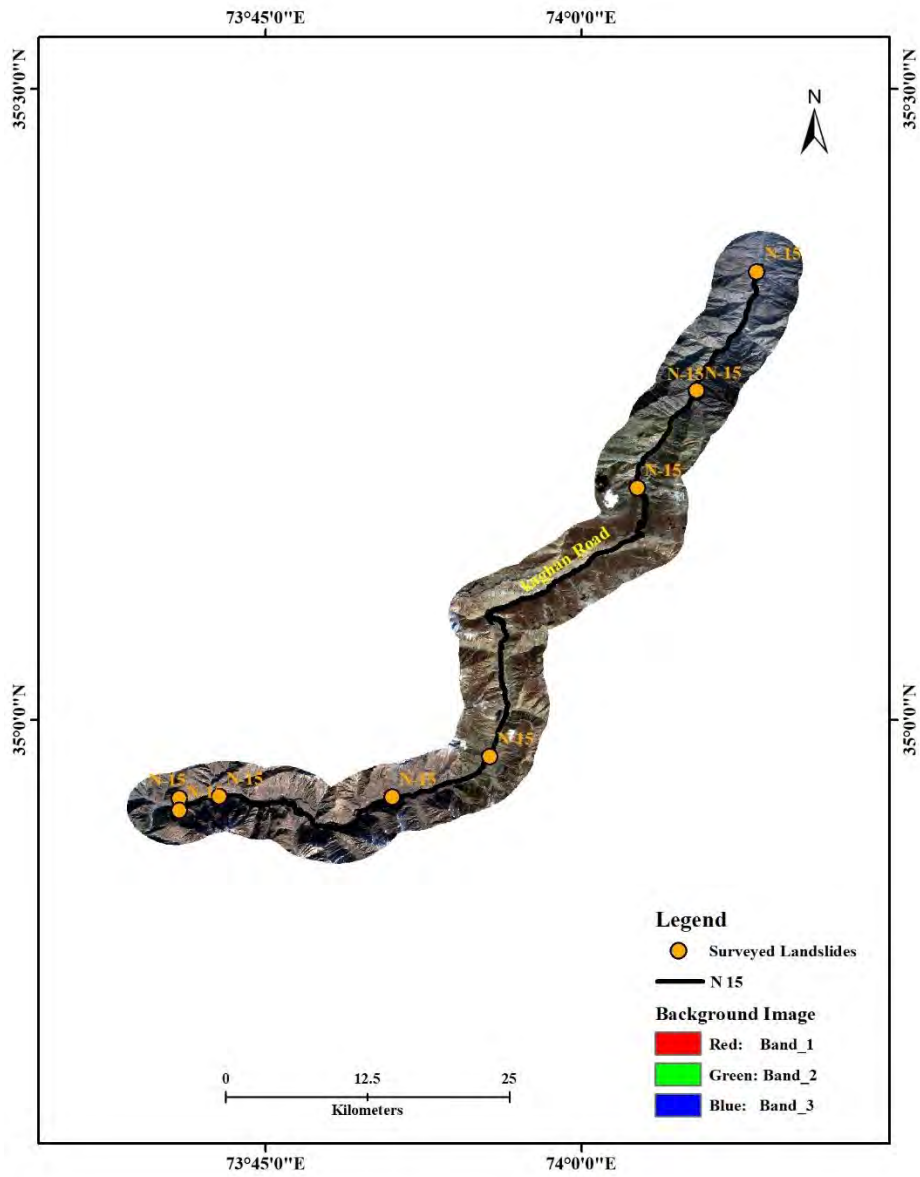 73°45'0"E 74°0'0"E
35°30'0"N 35°30'0"N
N
N-15
N-15 N-15
N-15
Kaghan Road
35°0'0"N 35°0'0"N
N-15
N-15 N-15 N-15
Legend
Surveyed Landslides
N 15
Background Image
Red: Band_1
Green: Band_2
Blue: Band_3
0 12.5 25
Kilometers
73°45'0"E 74°0'0"E